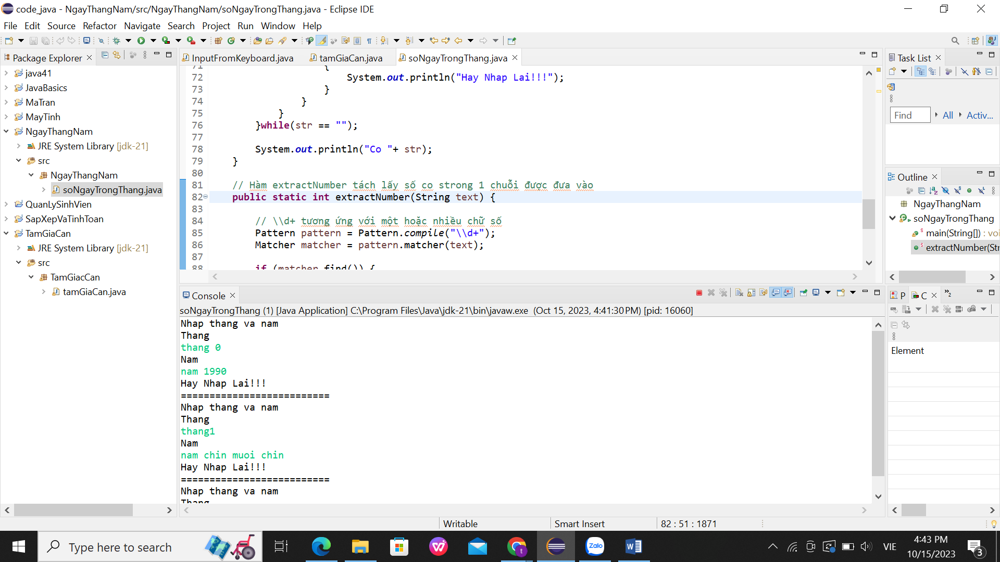 code_java - NgayThangNam/src/NgayThangNam/soNgayTrongThang.java - Eclipse IDE
File Edit Source Refactor Navigate Search Project Run Window Help
Package Explorer
java41
JavaBasics
MaTran
MayTinh
NgayThangNam
JRE System Library [jdk-21]
src
NgayThangNam
soNgayTrongThang.java
QuanLySinhVien
SapXepVaTinhToan
TamGiaCan
JRE System Library [jdk-21]
src
TamGiacCan
tamGiaCan.java
InputFromKeyboard.java tamGiaCan.java soNgayTrongThang.java
71 {
72 System.out.println("Hay Nhap Lai!!!");
73 }
74 }
75 }
76 }while(str == "");
77
78 System.out.println("Co "+ str);
79 }
80
81 // Hàm extractNumber tách lấy số co strong 1 chuỗi được đưa vào
82 public static int extractNumber(String text) {
83
84 // \\d+ tương ứng với một hoặc nhiều chữ số
85 Pattern pattern = Pattern.compile("\\d+");
86 Matcher matcher = pattern.matcher(text);
87
88 if (matcher.find()) {
Console
soNgayTrongThang (1) [Java Application] C:\Program Files\Java\jdk-21\bin\javaw.exe (Oct 15, 2023, 4:41:30 PM) [pid: 16060]
Nhap thang va nam
Thang
thang 0
Nam
nam 1990
Hay Nhap Lai!!!
==========================
Nhap thang va nam
Thang
thang1
Nam
nam chin muoi chin
Hay Nhap Lai!!!
==========================
Nhap thang va nam
Thang
Task List
Find All Activ...
Outline
NgayThangNam
soNgayTrongThang
main(String[]) : voi
extractNumber(Str
P C
Element
Writable Smart Insert 82 : 51 : 1871
Type here to search
Zalo
VIE
4:43 PM
10/15/2023
3